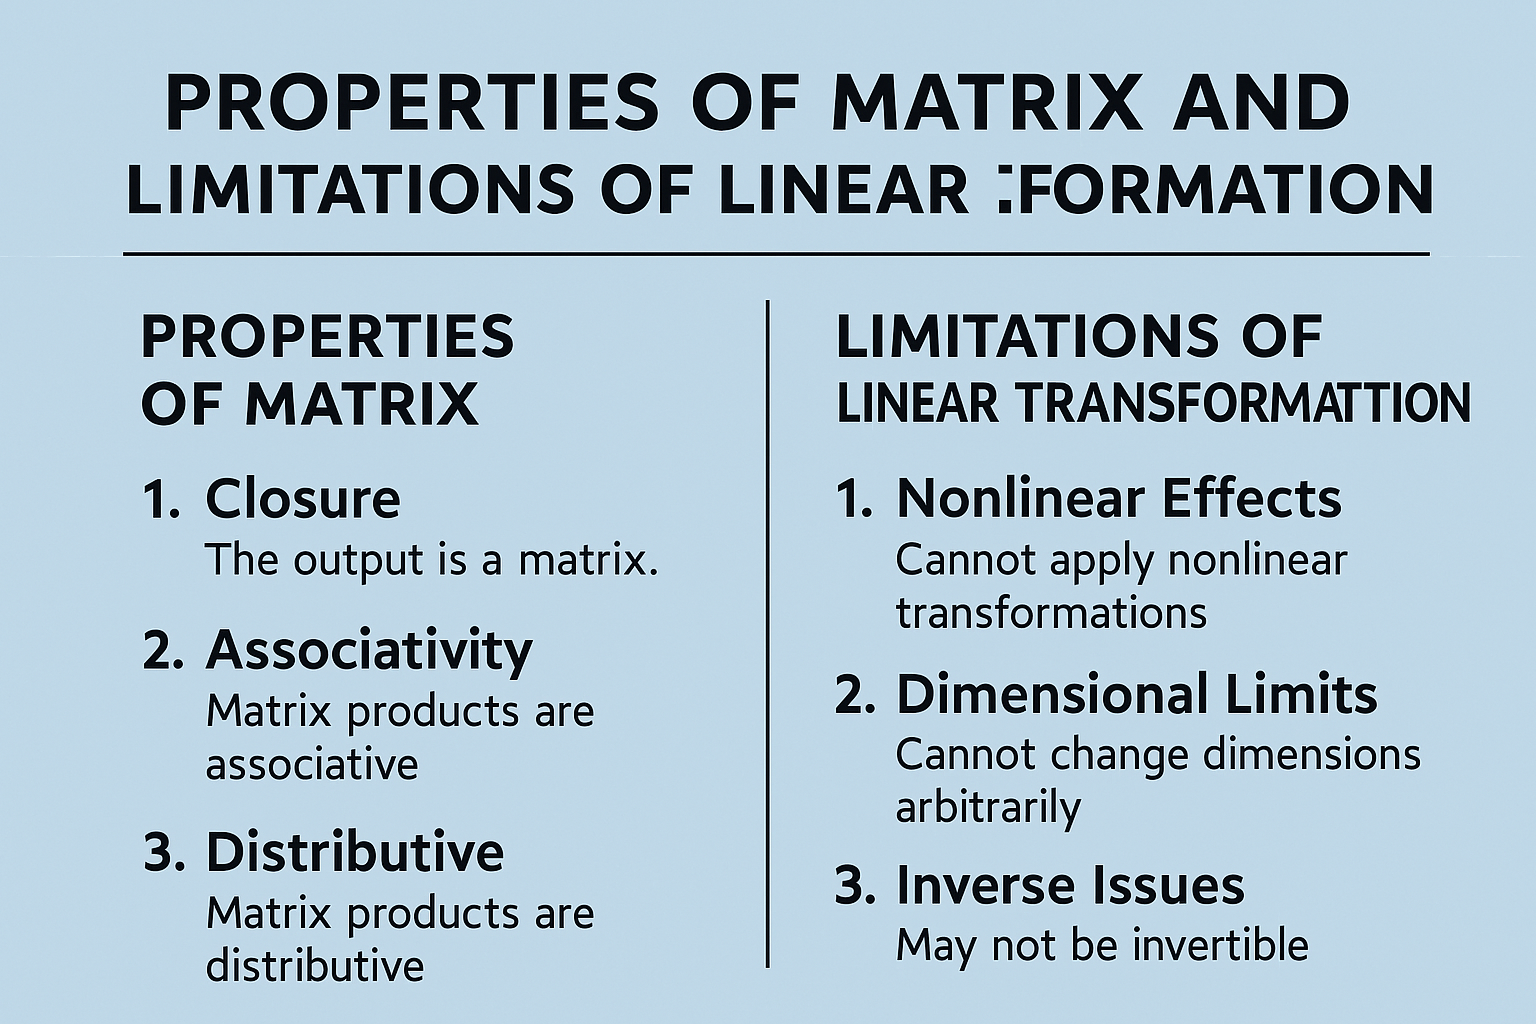 PROPERTIES OF MATRIX AND
LIMITATIONS OF LINEAR :FORMATION
PROPERTIES
OF MATRIX
1. Closure
The output is a matrix.
2. Associativity
Matrix products are
associative
3. Distributive
Matrix products are
distributive
LIMITATIONS OF
LINEAR TRANSFORMATTION
1. Nonlinear Effects
Cannot apply nonlinear
transformations
2. Dimensional Limits
Cannot change dimensions
arbitrarily
3. Inverse Issues
May not be invertible